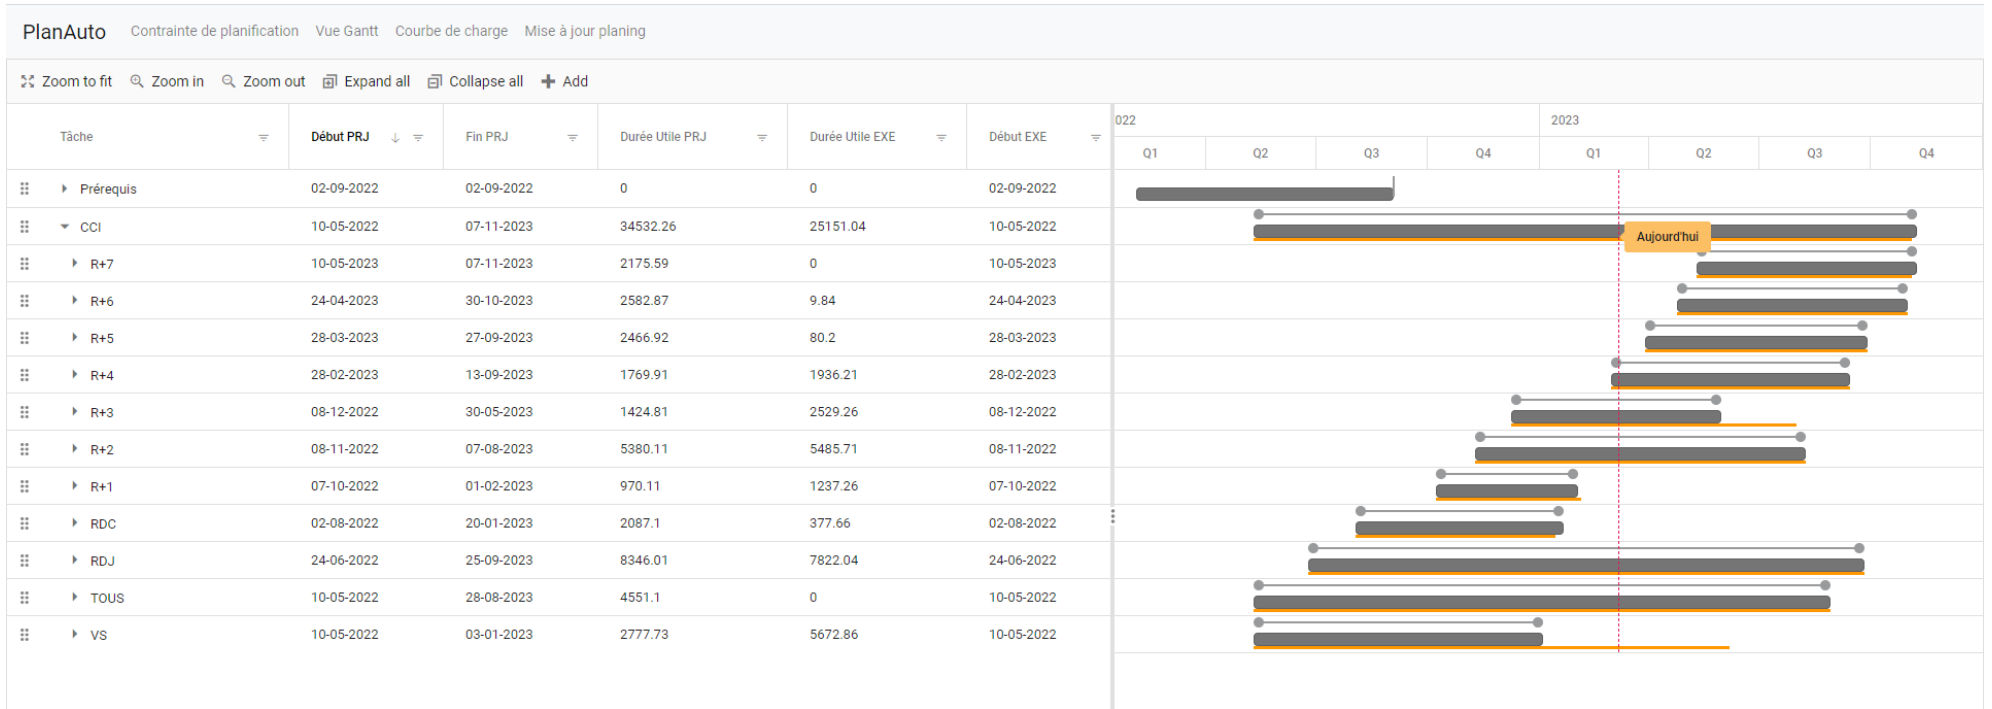 PlanAuto Contrainte de planification Vue Gantt Courbe de charge Mise à jour planing
Zoom to fit Zoom in Zoom out Expand all Collapse all Add
Tâche Début PRJ Fin PRJ Durée Utile PRJ Durée Utile EXE Début EXE
022 2023
Q1 Q2 Q3 Q4 Q1 Q2 Q3 Q4
Prérequis 02-09-2022 02-09-2022 0 0 02-09-2022
CCI 10-05-2022 07-11-2023 34532.26 25151.04 10-05-2022
Aujourd'hui
R+7 10-05-2023 07-11-2023 2175.59 0 10-05-2023
R+6 24-04-2023 30-10-2023 2582.87 9.84 24-04-2023
R+5 28-03-2023 27-09-2023 2466.92 80.2 28-03-2023
R+4 28-02-2023 13-09-2023 1769.91 1936.21 28-02-2023
R+3 08-12-2022 30-05-2023 1424.81 2529.26 08-12-2022
R+2 08-11-2022 07-08-2023 5380.11 5485.71 08-11-2022
R+1 07-10-2022 01-02-2023 970.11 1237.26 07-10-2022
RDC 02-08-2022 20-01-2023 2087.1 377.66 02-08-2022
RDJ 24-06-2022 25-09-2023 8346.01 7822.04 24-06-2022
TOUS 10-05-2022 28-08-2023 4551.1 0 10-05-2022
VS 10-05-2022 03-01-2023 2777.73 5672.86 10-05-2022